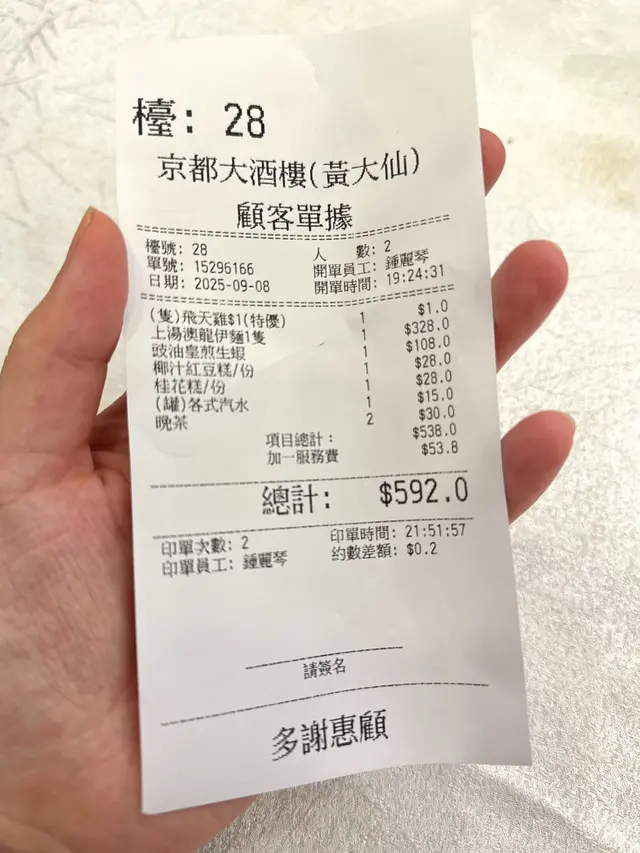 檯: 28
京都大酒樓(黃大仙)
顧客單據
檯號: 28 人 數: 2
單號: 15296166 開單員工: 鍾麗琴
日期: 2025-09-08 開單時間: 19:24:31
(隻)飛天雞$1(特優) 1 $1.0
上湯澳龍伊麵1隻 1 $328.0
豉油皇煎生蝦 1 $108.0
椰汁紅豆糕/份 1 $28.0
桂花糕/份 1 $28.0
(罐)各式汽水 1 $15.0
晚茶 2 $30.0
項目總計: $538.0
加一服務費 $53.8
總計: $592.0
印單次數: 2 印單時間: 21:51:57
印單員工: 鍾麗琴 約數差額: $0.2
請簽名
多謝惠顧